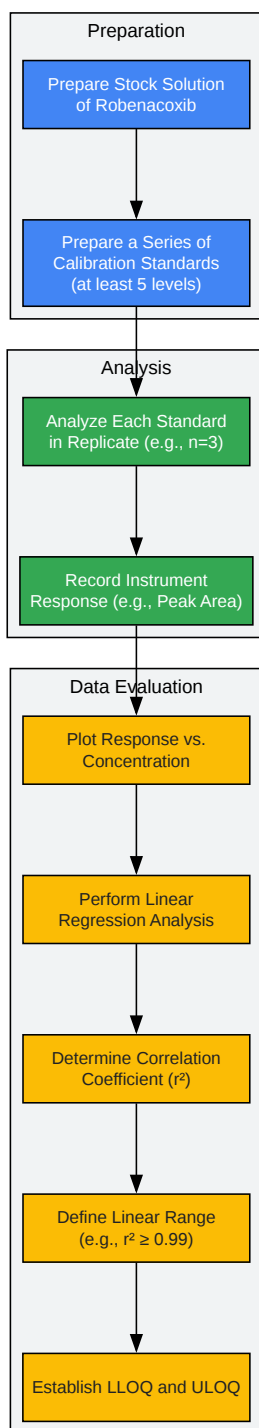 Preparation
Prepare Stock Solution
of Robenacoxib
Prepare a Series of
Calibration Standards
(at least 5 levels)
Analysis
Analyze Each Standard
in Replicate (e.g., n=3)
Record Instrument
Response (e.g., Peak Area)
Data Evaluation
Plot Response vs.
Concentration
Perform Linear
Regression Analysis
Determine Correlation
Coefficient (r²)
Define Linear Range
(e.g., r² ≥ 0.99)
Establish LLOQ and ULOQ